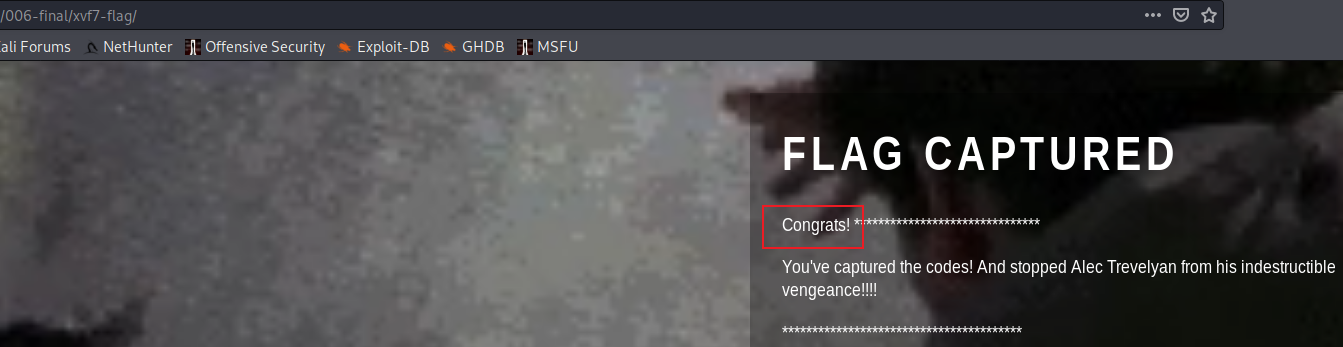 /006-final/xvf7-flag/
ali Forums NetHunter Offensive Security Exploit-DB GHDB MSFU
FLAG CAPTURED
Congrats! *******************************
You've captured the codes! And stopped Alec Trevelyan from his indestructible
vengeance!!!!
****************************************